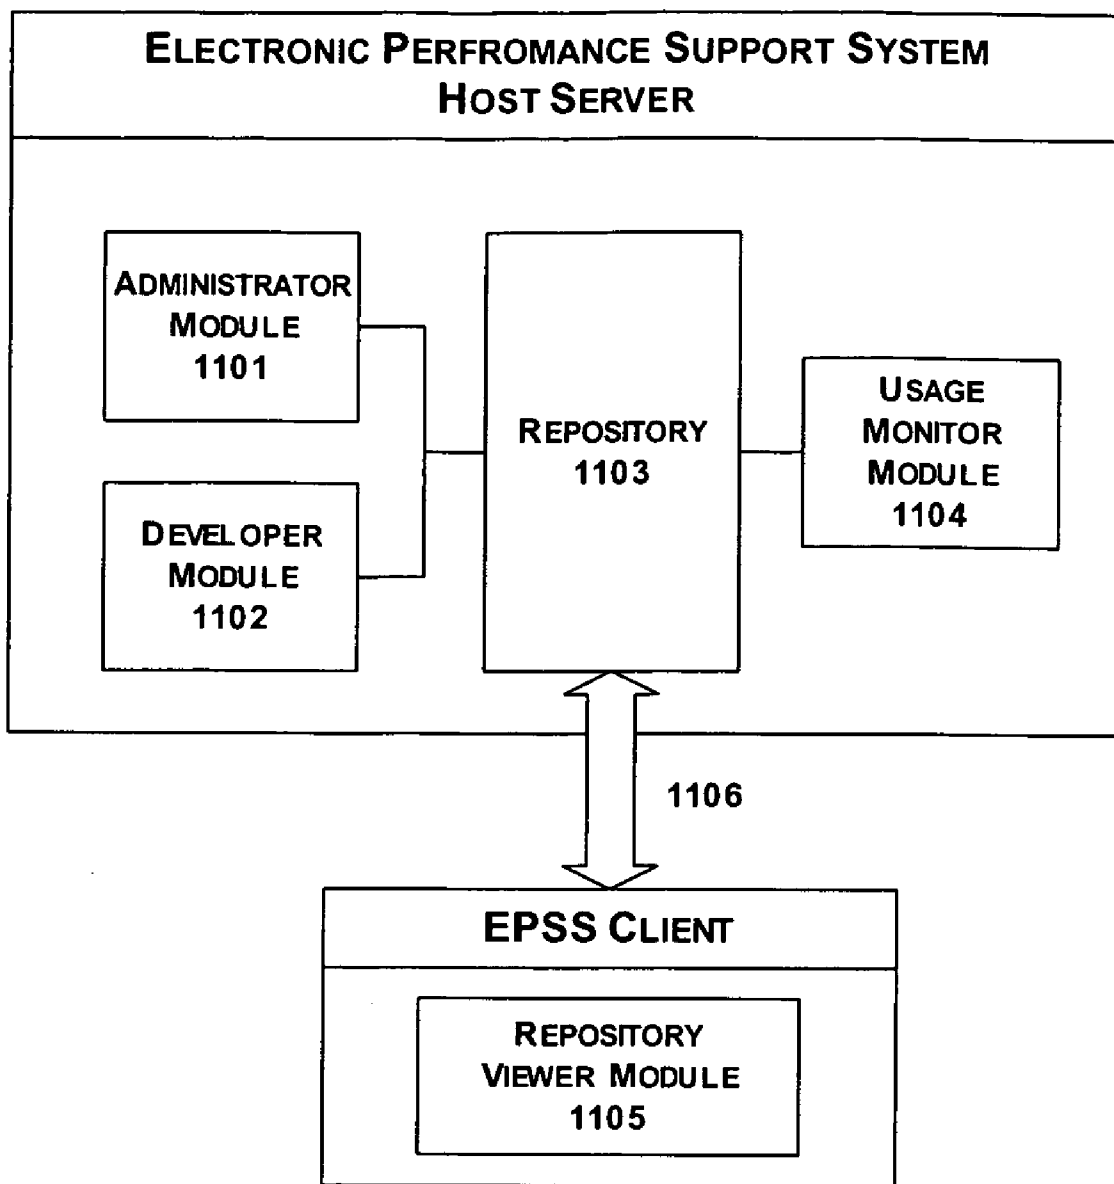 ELECTRONIC PERFROMANCE SUPPORT SYSTEM
HOST SERVER
ADMINISTRATOR
MODULE
1101
DEVELOPER
MODULE
1102
REPOSITORY
1103
USAGE
MONITOR
MODULE
1104
1106
EPSS CLIENT
REPOSITORY
VIEWER MODULE
1105